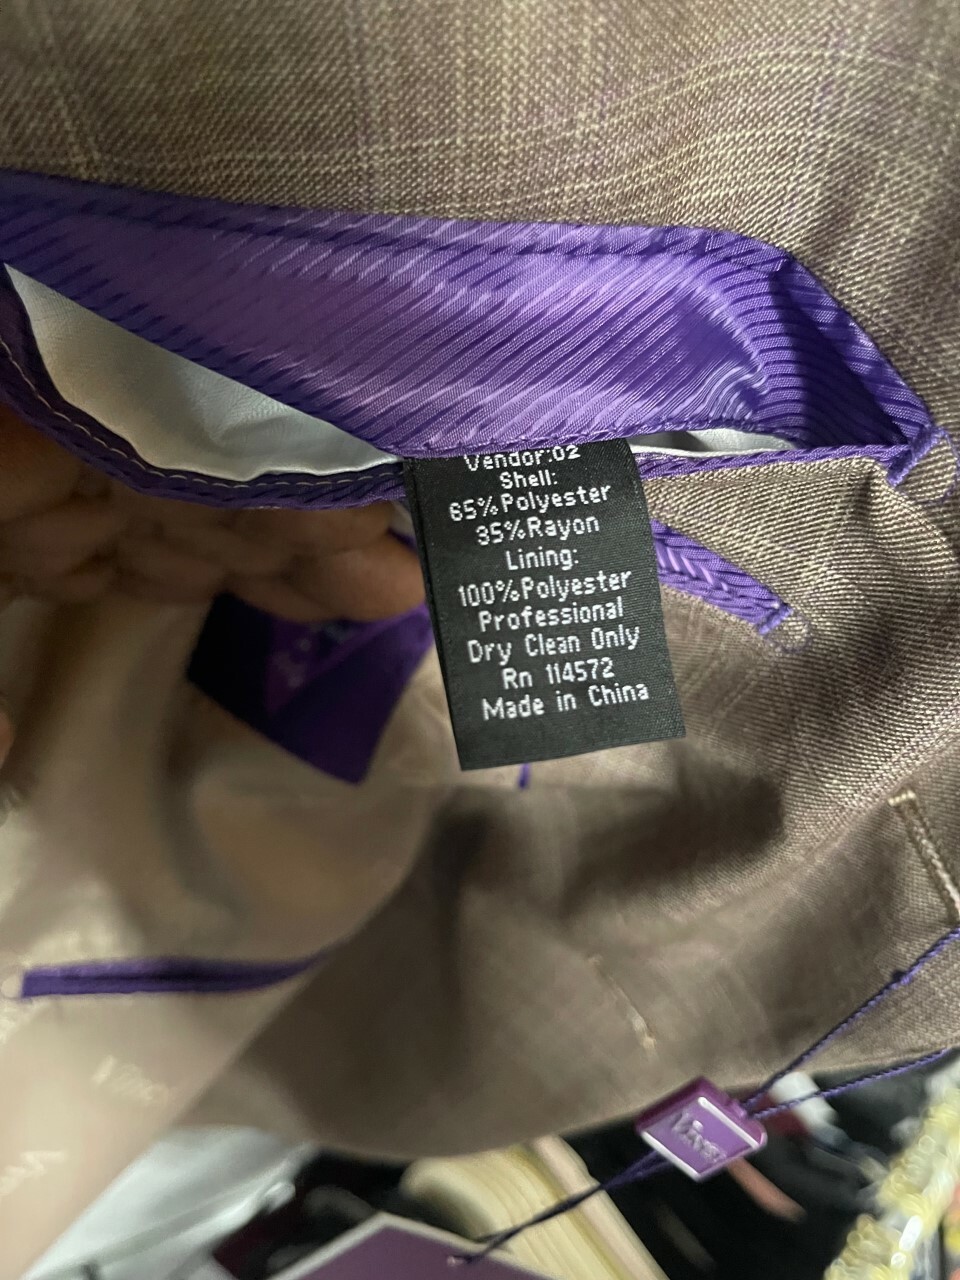 Vendor:02
Shell:
65%Polyester
35%Rayon
Lining:
100%Polyester
Professional
Dry Clean Only
Rn 114572
Made in China